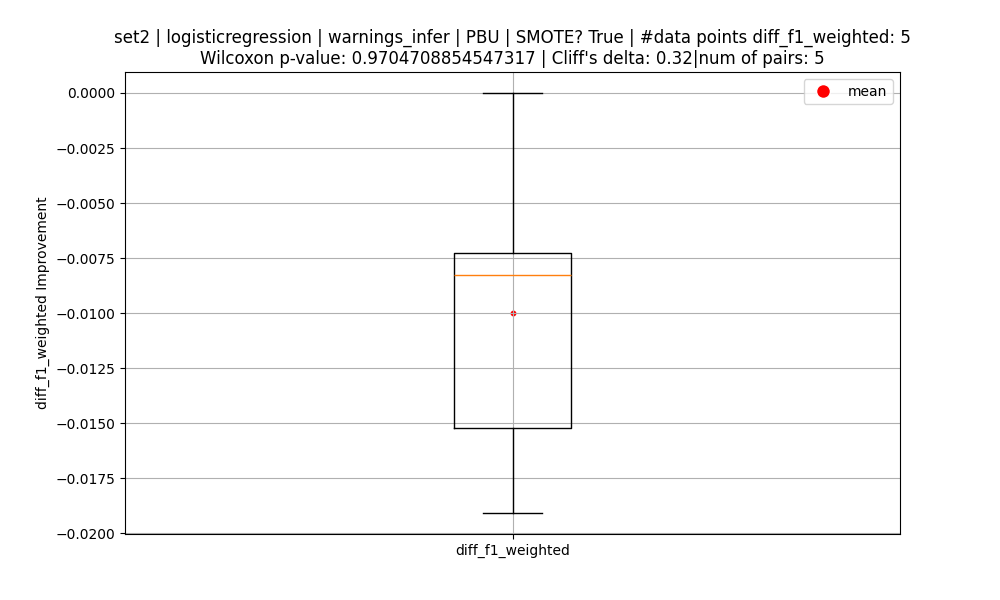 set2 | logisticregression | warnings_infer | PBU | SMOTE? True | #data points diff_f1_weighted: 5
Wilcoxon p-value: 0.9704708854547317 | Cliff's delta: 0.32|num of pairs: 5
mean
0.0000
−0.0025
−0.0050
−0.0075
−0.0100
−0.0125
−0.0150
−0.0175
−0.0200
diff_f1_weighted Improvement
diff_f1_weighted